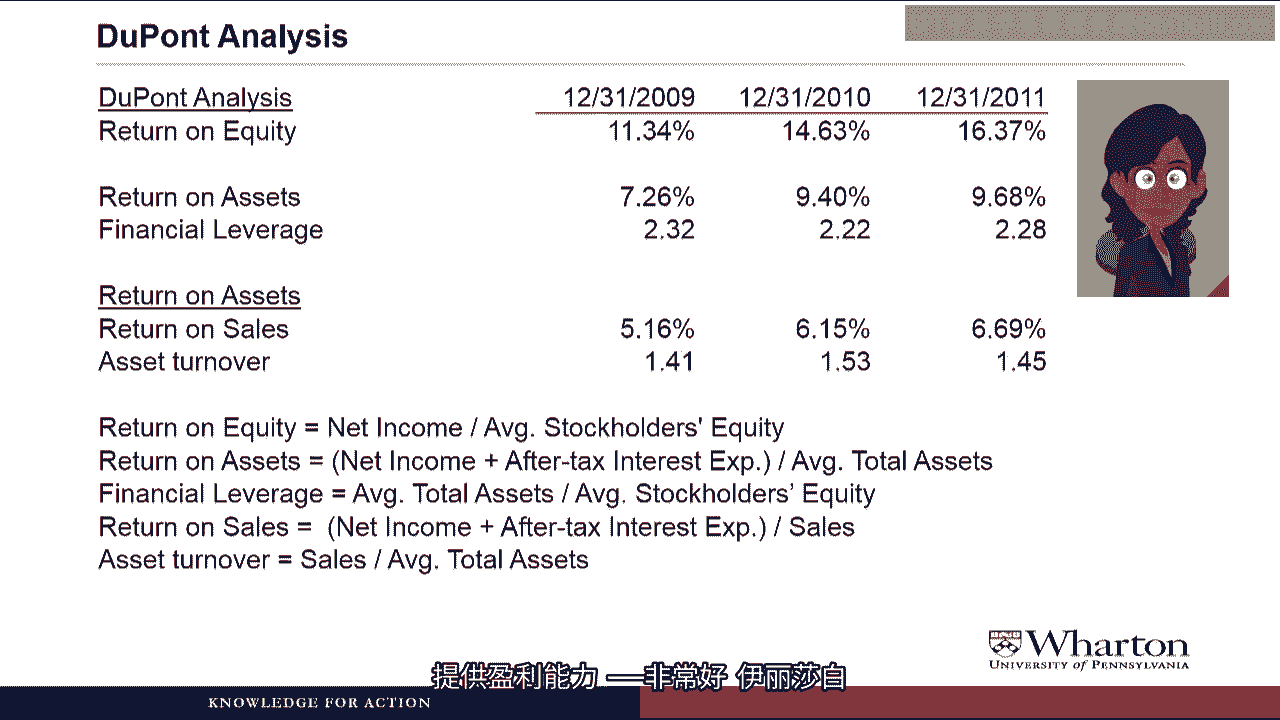 DuPont Analysis
DuPont Analysis 12/31/2009 12/31/2010 12/31/2011
Return on Equity 11.34% 14.63% 16.37%
Return on Assets 7.26% 9.40% 9.68%
Financial Leverage 2.32 2.22 2.28
Return on Assets
Return on Sales 5.16% 6.15% 6.69%
Asset turnover 1.41 1.53 1.45
Return on Equity = Net Income / Avg. Stockholders' Equity
Return on Assets = (Net Income + After-tax Interest Exp.) / Avg. Total Assets
Financial Leverage = Avg. Total Assets / Avg. Stockholders’ Equity
Return on Sales = (Net Income + After-tax Interest Exp.) / Sales
Asset turnover = Sales / Avg. Total Assets
Wharton
UNIVERSITY OF PENNSYLVANIA
提供盈利能力 ——非常好 伊丽莎白
KNOWLEDGE FOR ACTION